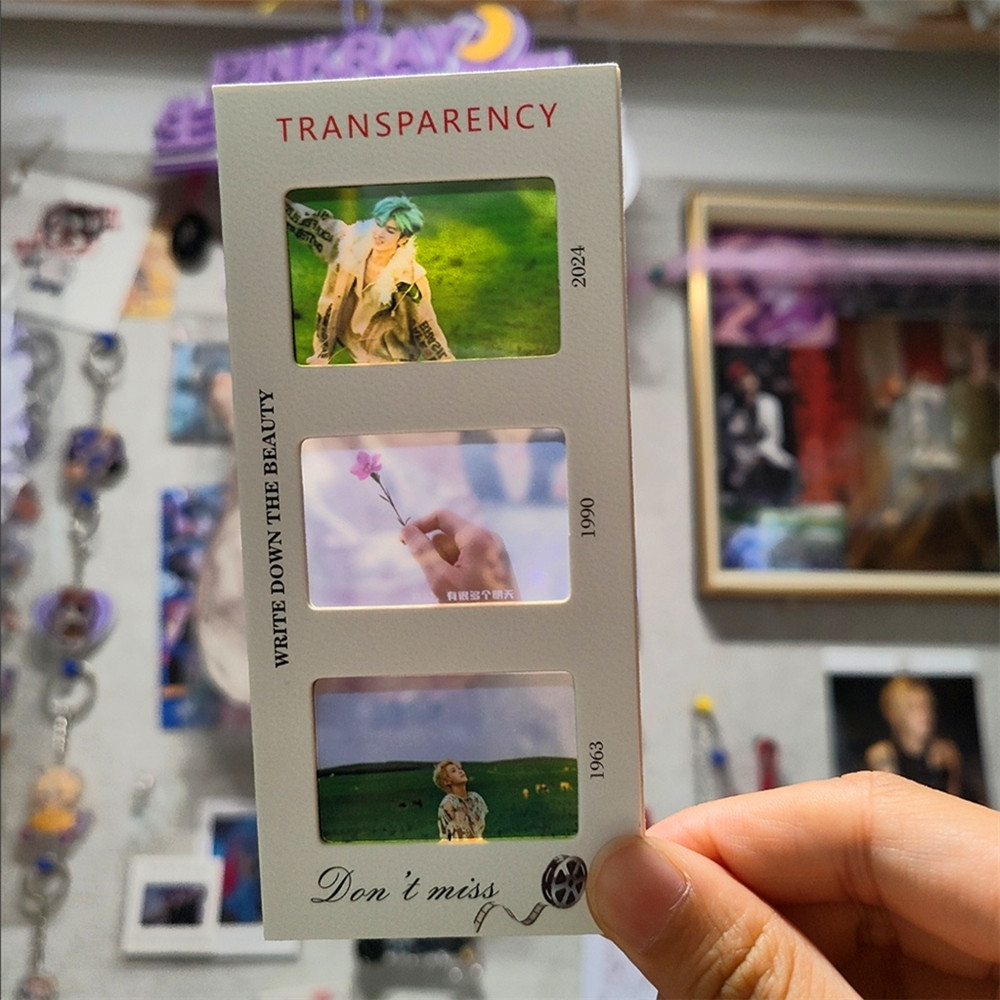 PINKRAY
TRANSPARENCY
2024
WRITE DOWN THE BEAUTY
1990
有很多个明天
1963
Don't miss